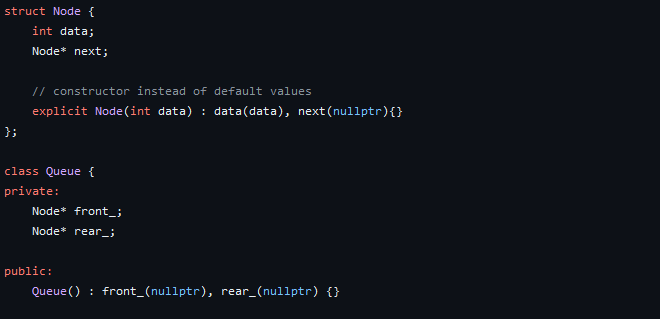 struct Node {
    int data;
    Node* next;

    // constructor instead of default values
    explicit Node(int data) : data(data), next(nullptr){}
};

class Queue {
private:
    Node* front_;
    Node* rear_;

public:
    Queue() : front_(nullptr), rear_(nullptr) {}